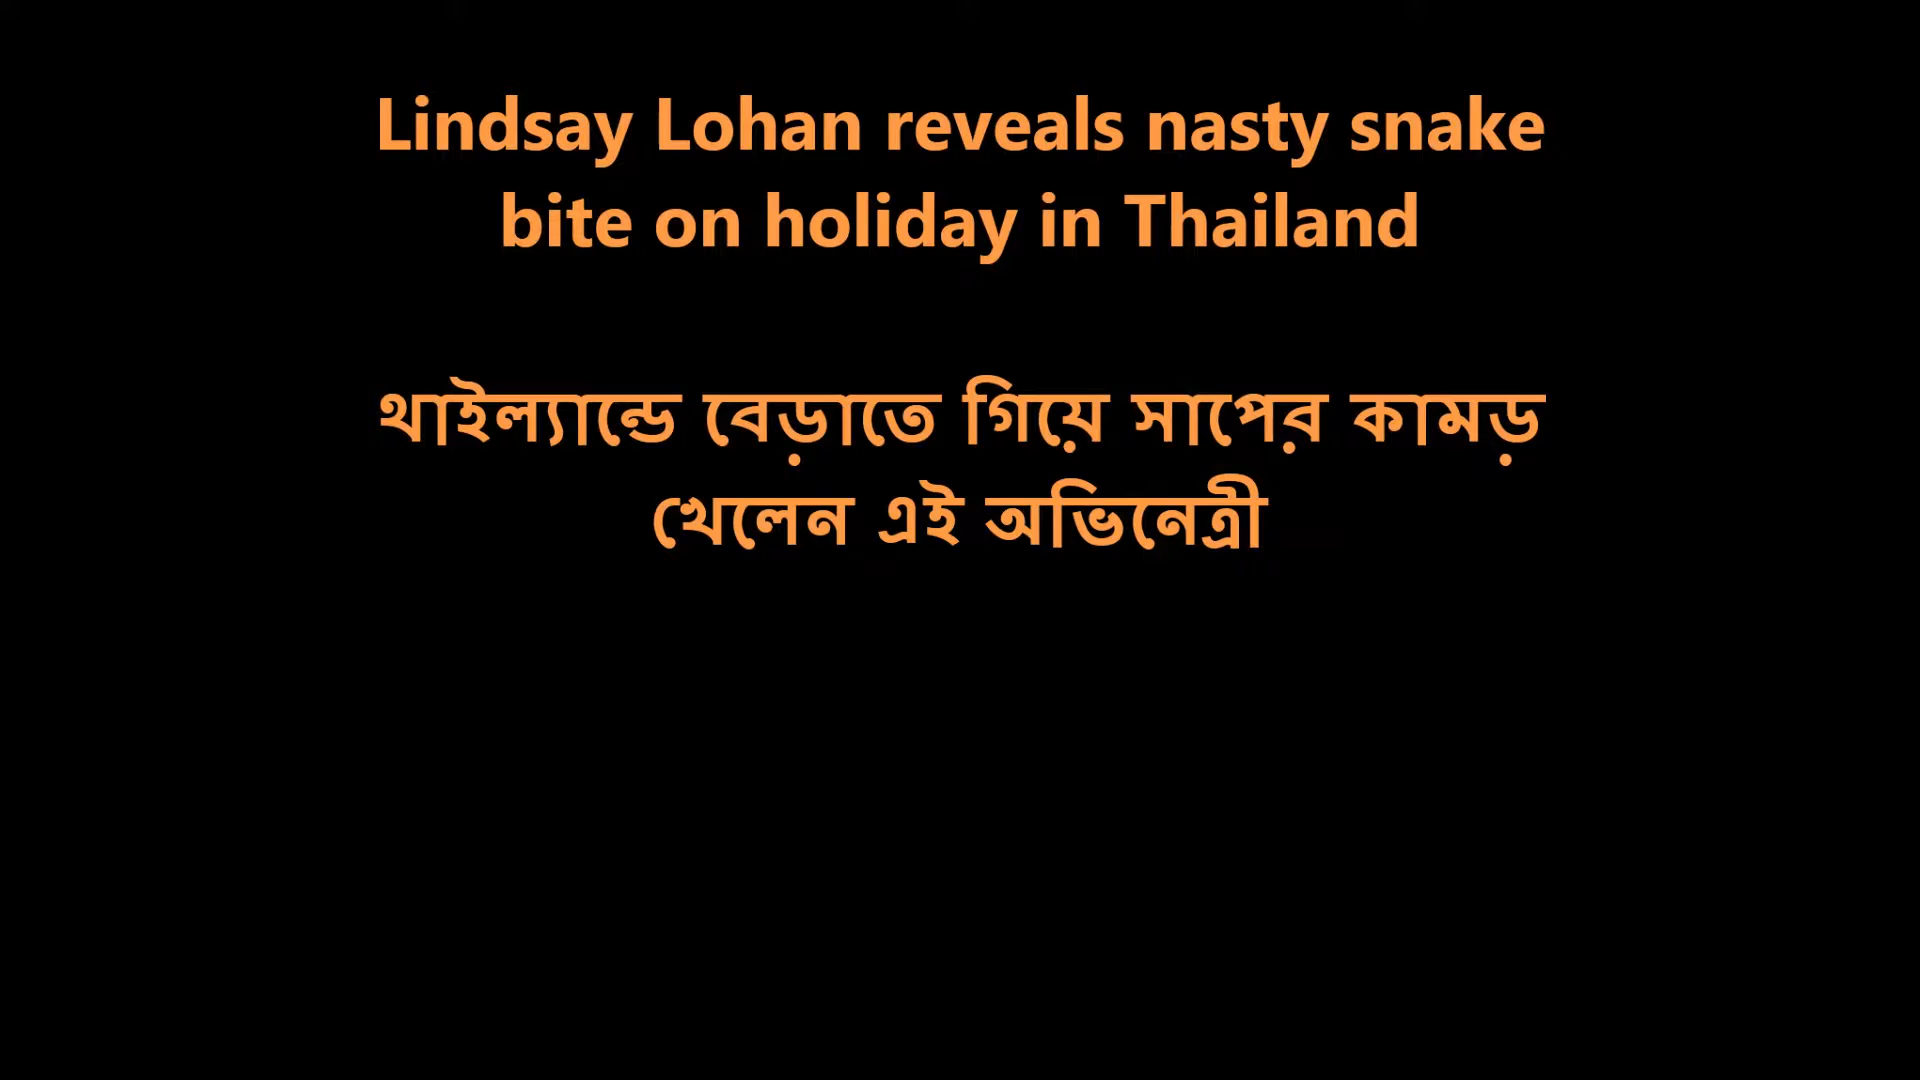 Lindsay Lohan reveals nasty snake
bite on holiday in Thailand
থাইল্যান্ডে বেড়াতে গিয়ে সাপের কামড়
খেলেন এই অভিনেত্রী